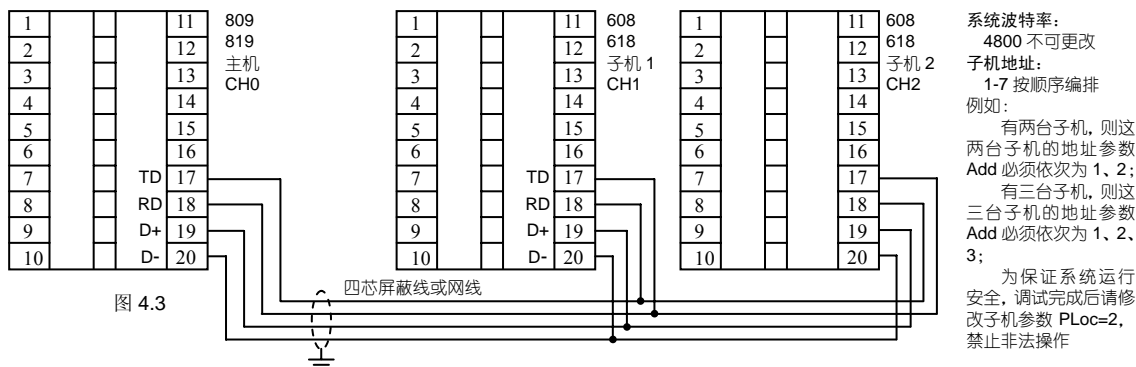 1 11 809
2 12 819
3 13 主机
4 14 CH0
5 15
6 16
7 TD 17
8 RD 18
9 D+ 19
10 D- 20
图 4.3
1 11 608
2 12 618
3 13 子机 1
4 14 CH1
5 15
6 16
7 TD 17
8 RD 18
9 D+ 19
10 D- 20
四芯屏蔽线或网线
1 11 608
2 12 618
3 13 子机 2
4 14 CH2
5 15
6 16
7 17
8 18
9 19
10 20
系统波特率：
4800 不可更改
子机地址：
1-7 按顺序编排
例如：
有两台子机，则这
两台子机的地址参数
Add 必须依次为 1、2；
有三台子机，则这
三台子机的地址参数
Add 必须依次为 1、2、
3；
为保证系统运行
安全，调试完成后请修
改子机参数 PLoc=2，
禁止非法操作